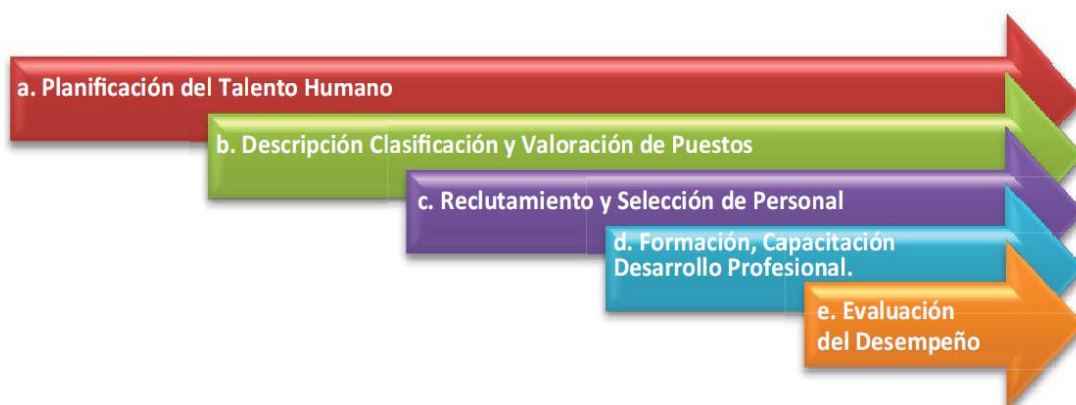 a. Planificación del Talento Humano
b. Descripción Clasificación y Valoración de Puestos
c. Reclutamiento y Selección de Personal
d. Formación, Capacitación
Desarrollo Profesional.
e. Evaluación
del Desempeño